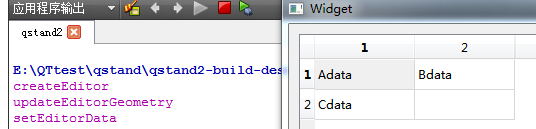 应用程序输出
qstand2
E:\QTtest\qstand\qstand2-build-des
createEditor
updateEditorGeometry
setEditorData
Widget
1 2
1 Adata Bdata
2 Cdata